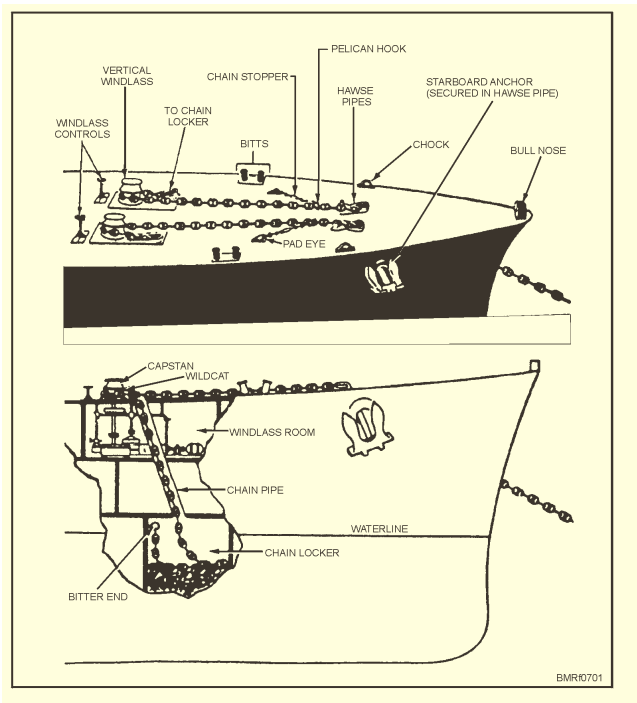 PELICAN HOOK
VERTICAL
WINDLASS
CHAIN STOPPER
STARBOARD ANCHOR
(SECURED IN HAWSE PIPE)
HAWSE
PIPES
TO CHAIN
LOCKER
WINDLASS
CONTROLS
BITTS
CHOCK
BULL NOSE
PAD EYE
CAPSTAN
WILDCAT
WINDLASS ROOM
CHAIN PIPE
WATERLINE
CHAIN LOCKER
BITTER END
BMRf0701